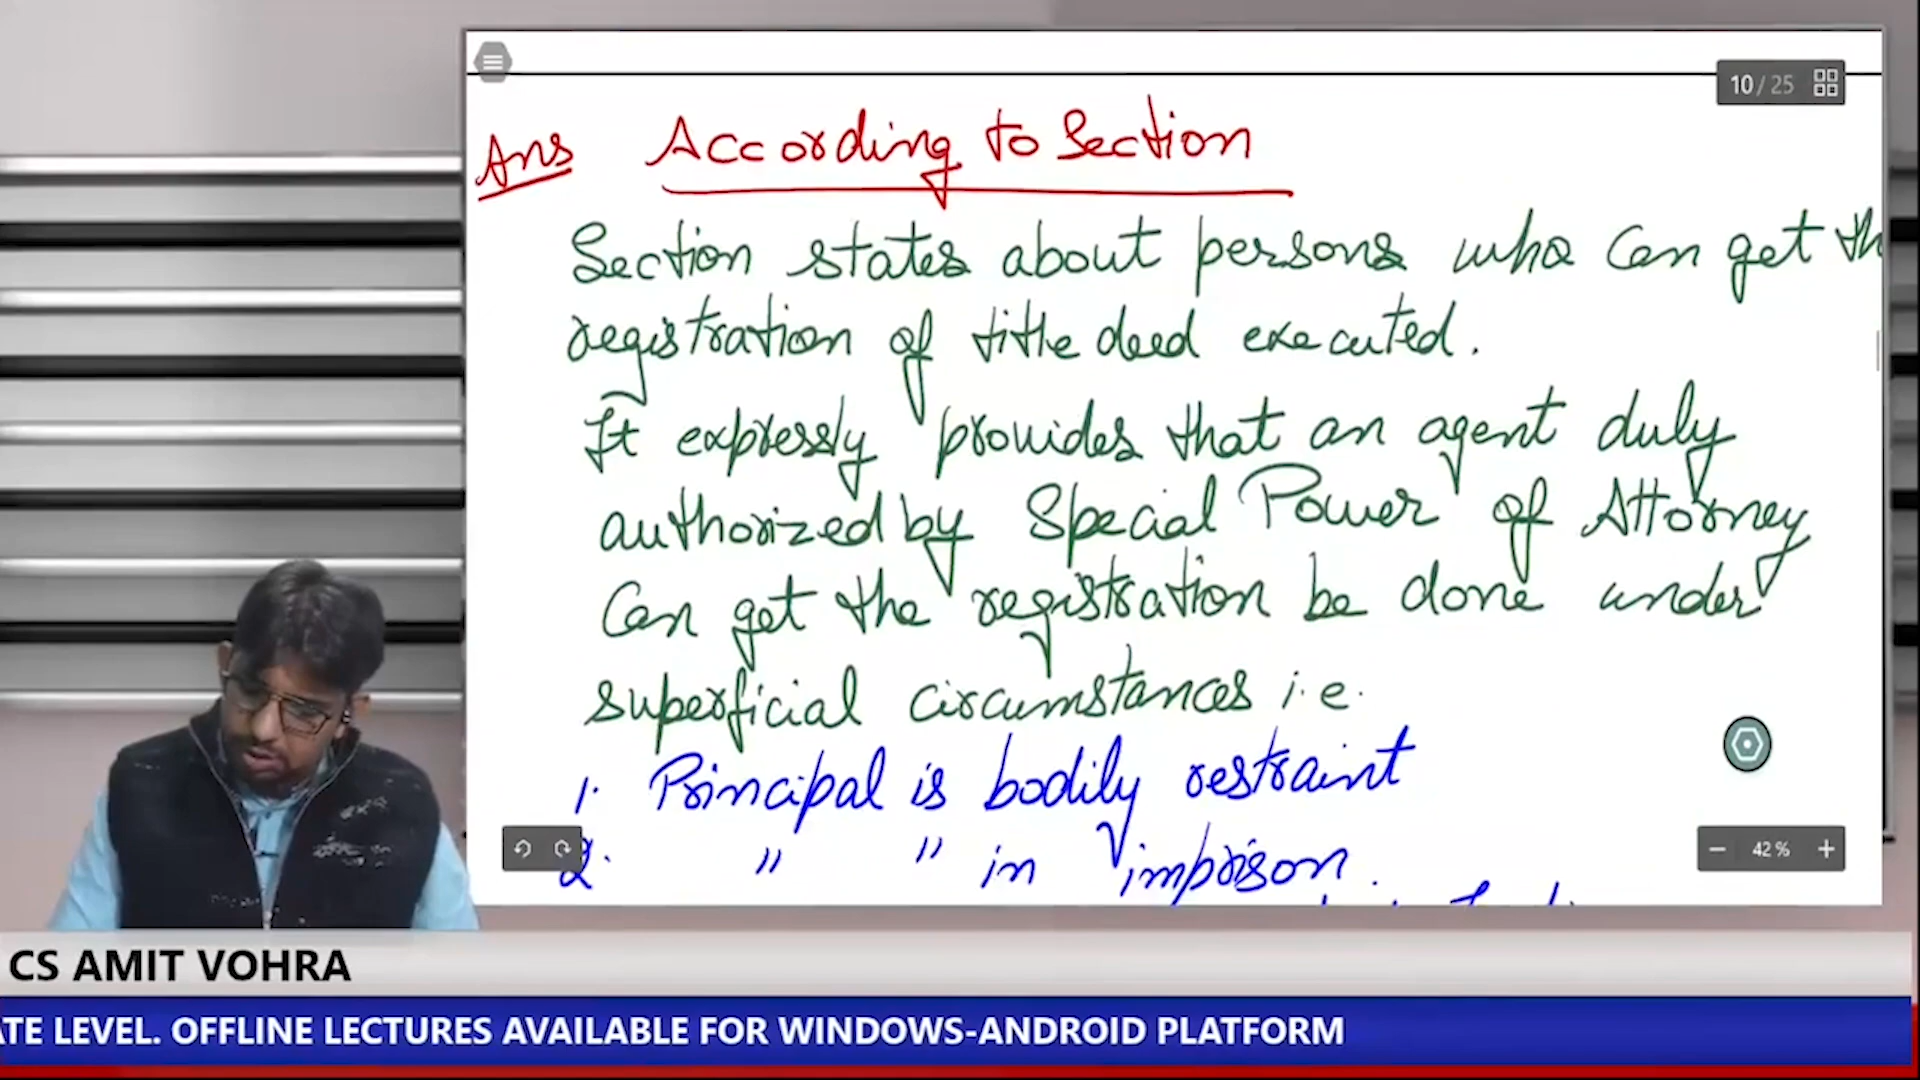 10 / 25
Ans According to Section
Section states about persons who can get th
registration of title deed executed.
It expressly provides that an agent duly
authorized by Special Power of Attorney
Can get the registration be done under
superficial circumstances i.e.
1. Principal is bodily restraint
2. " " in imprison.
42 %
CS AMIT VOHRA
ATE LEVEL. OFFLINE LECTURES AVAILABLE FOR WINDOWS-ANDROID PLATFORM